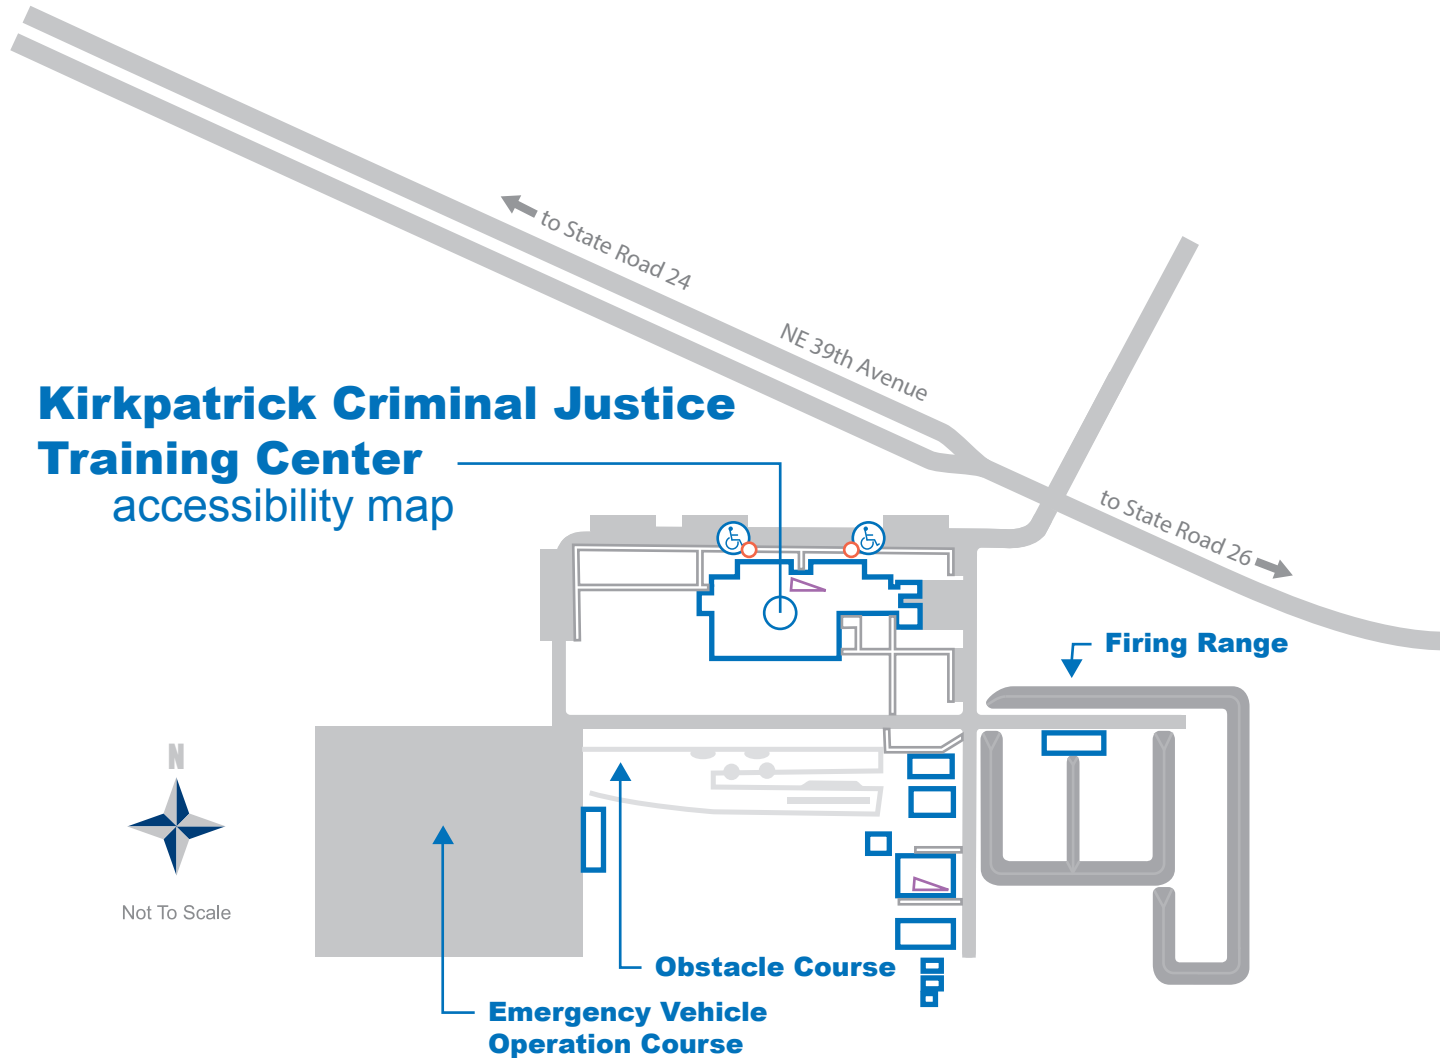 to State Road 24
NE 39th Avenue
Kirkpatrick Criminal Justice
Training Center
accessibility map
to State Road 26
Firing Range
N
Not To Scale
Obstacle Course
Emergency Vehicle
Operation Course